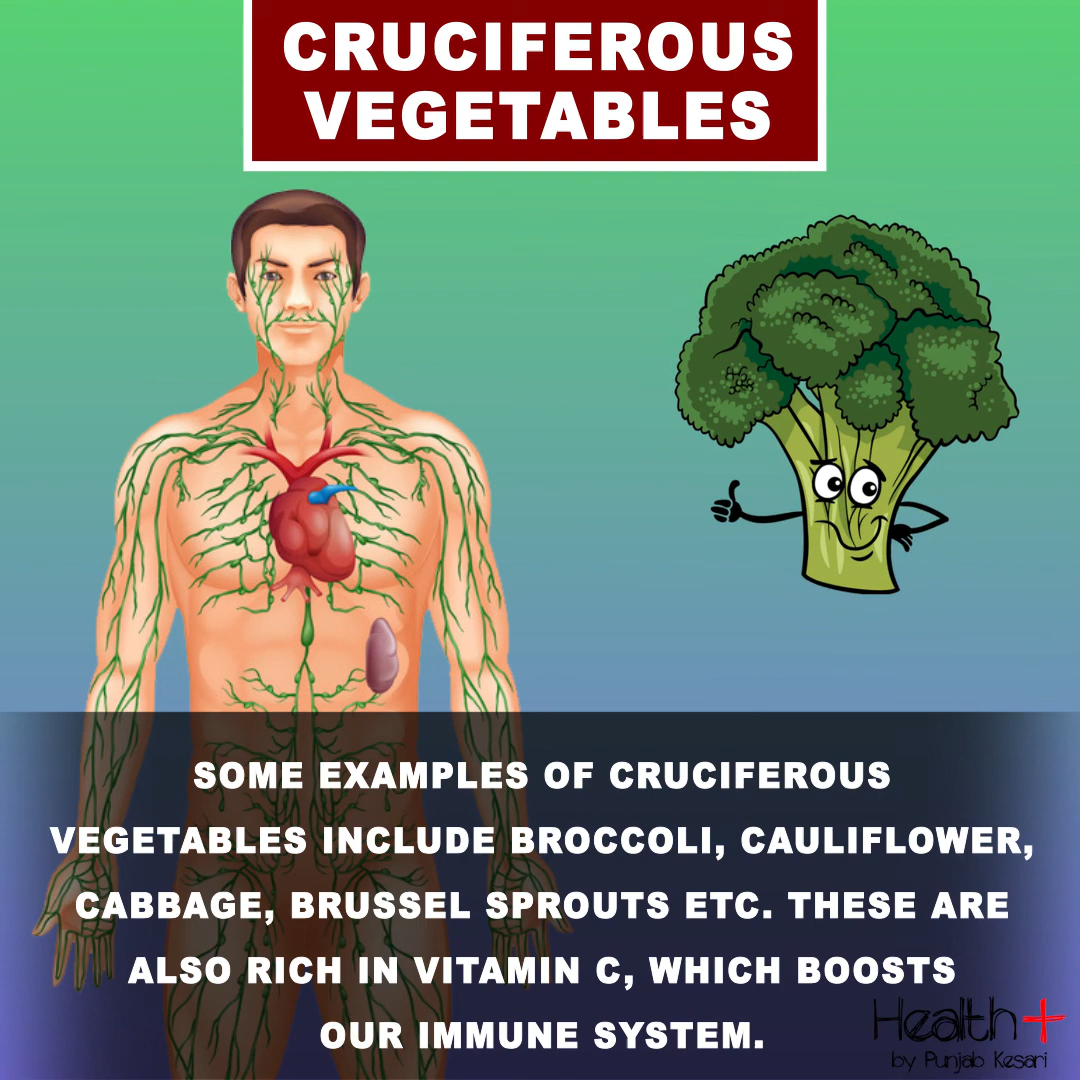 CRUCIFEROUS
VEGETABLES
SOME EXAMPLES OF CRUCIFEROUS
VEGETABLES INCLUDE BROCCOLI, CAULIFLOWER,
CABBAGE, BRUSSEL SPROUTS ETC. THESE ARE
ALSO RICH IN VITAMIN C, WHICH BOOSTS
OUR IMMUNE SYSTEM.
Health+
by Punjab Kesari